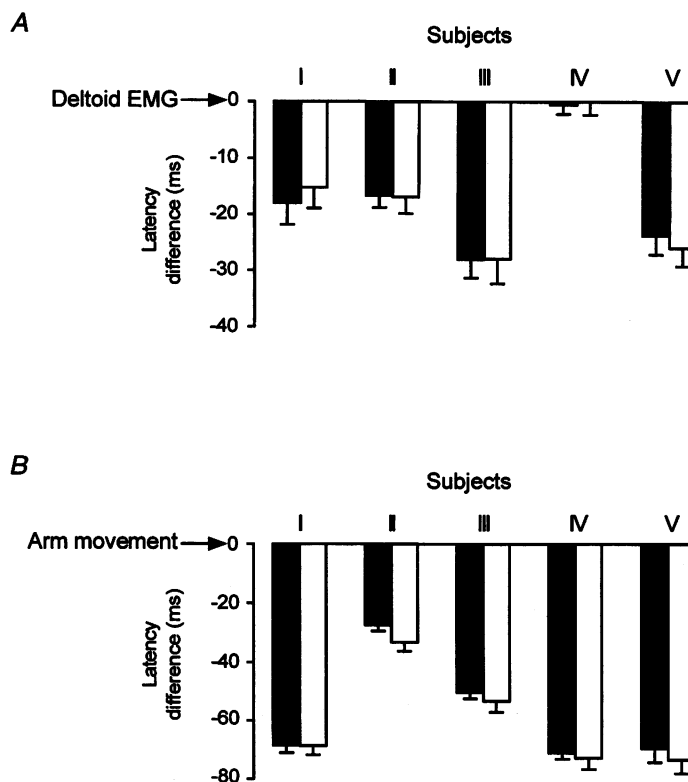 A
Subjects
I II III IV V
Deltoid EMG 0
-10
-20
-30
-40
Latency
difference (ms)
B
Subjects
I II III IV V
Arm movement 0
-20
-40
-60
-80
Latency
difference (ms)